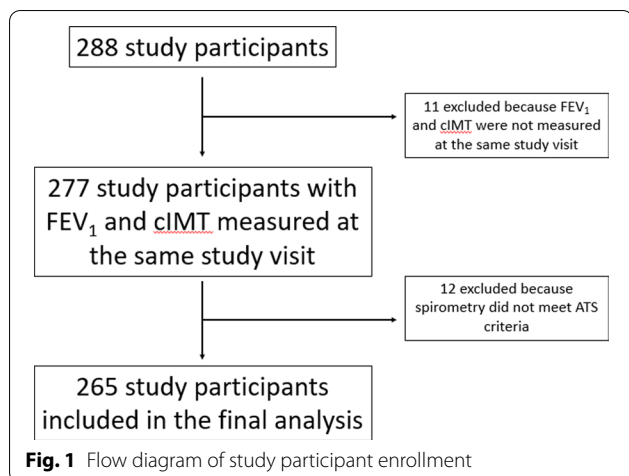 288 study participants
11 excluded because FEV₁
and cIMT were not measured
at the same study visit
277 study participants with
FEV₁ and cIMT measured at
the same study visit
12 excluded because
spirometry did not meet ATS
criteria
265 study participants
included in the final analysis
Fig. 1 Flow diagram of study participant enrollment